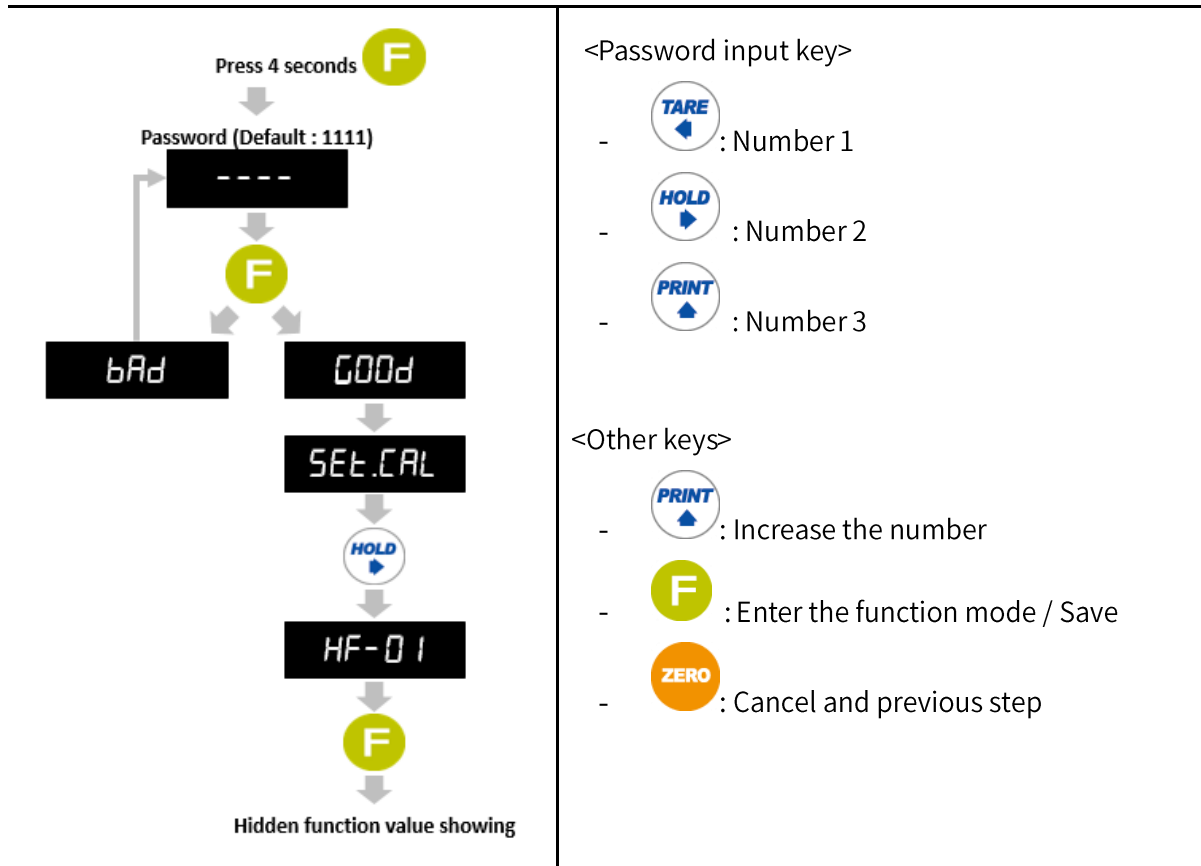 Press 4 seconds F
Password (Default : 1111)
----
F
bAd
GOOd
SEt.CAL
HOLD
HF-01
F
Hidden function value showing
<Password input key>
- TARE : Number 1
- HOLD : Number 2
- PRINT : Number 3
<Other keys>
- PRINT : Increase the number
- F : Enter the function mode / Save
- ZERO : Cancel and previous step